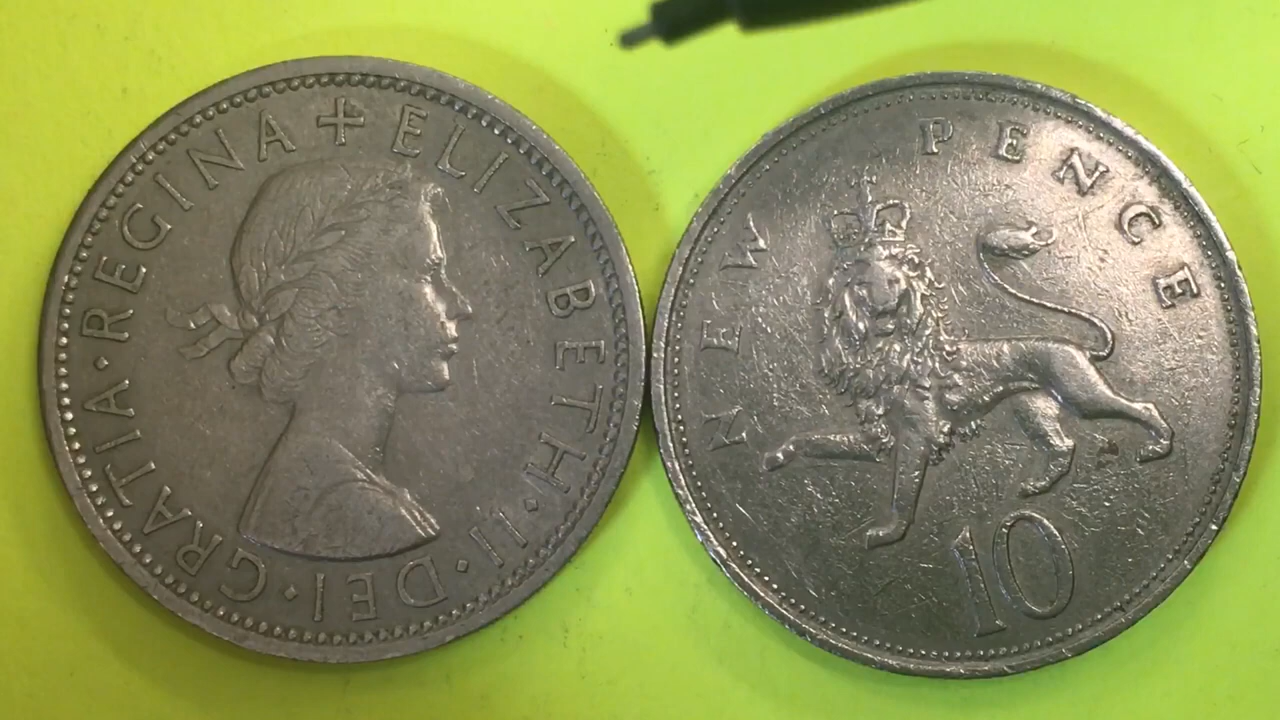 + ELIZABETH · II · DEI · GRATIA · REGINA
NEW PENCE
10